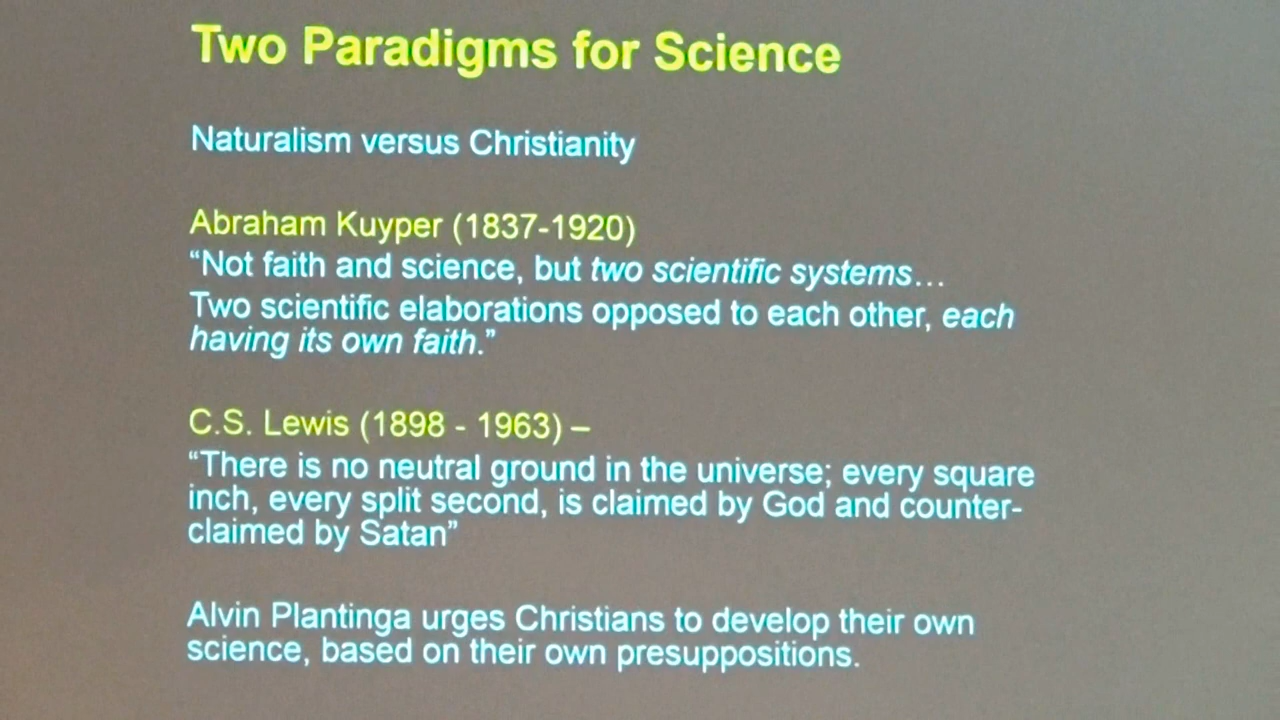 Two Paradigms for Science
Naturalism versus Christianity
Abraham Kuyper (1837-1920)
“Not faith and science, but two scientific systems…
Two scientific elaborations opposed to each other, each
having its own faith.”
C.S. Lewis (1898 - 1963) –
“There is no neutral ground in the universe; every square
inch, every split second, is claimed by God and counter-
claimed by Satan”
Alvin Plantinga urges Christians to develop their own
science, based on their own presuppositions.